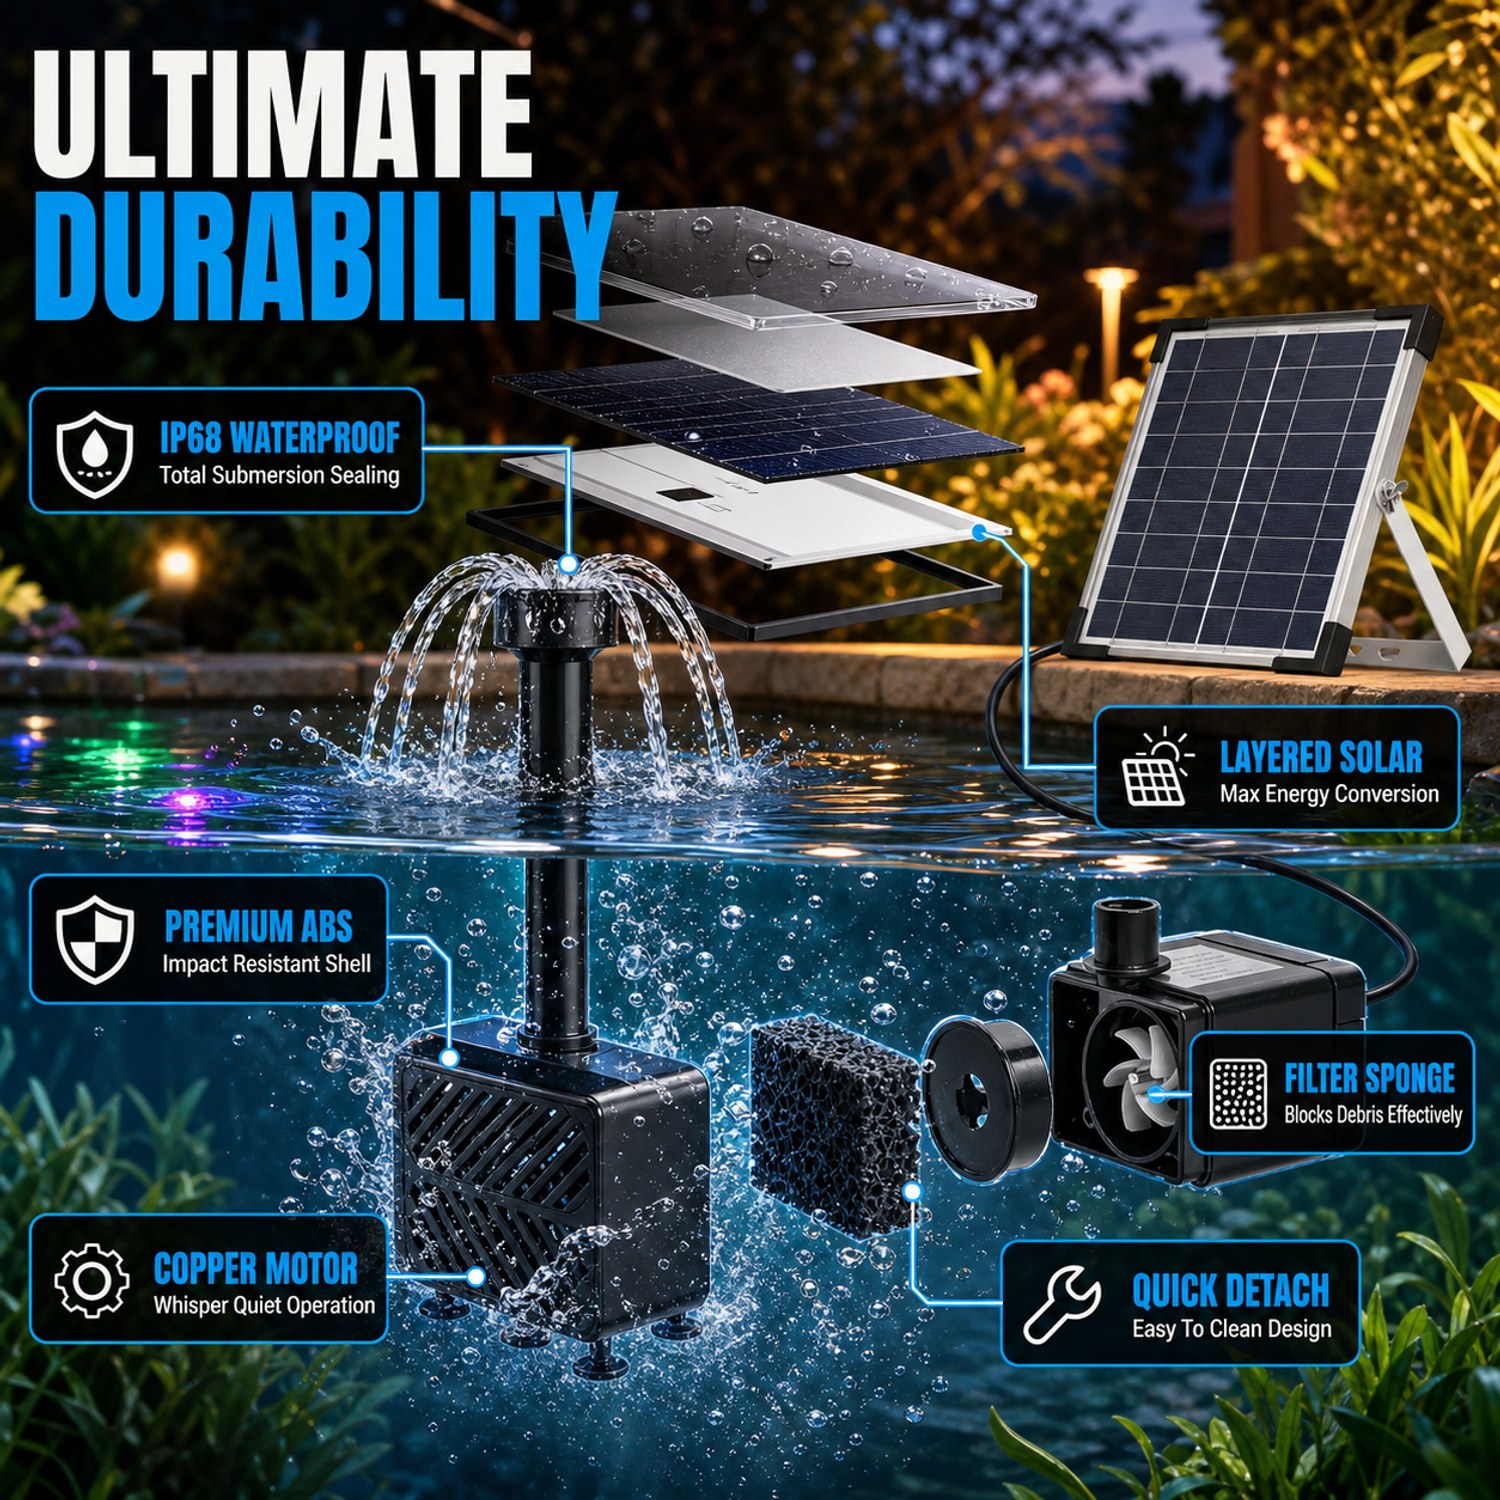 ULTIMATE
DURABILITY
IP68 WATERPROOF
Total Submersion Sealing
LAYERED SOLAR
Max Energy Conversion
PREMIUM ABS
Impact Resistant Shell
FILTER SPONGE
Blocks Debris Effectively
COPPER MOTOR
Whisper Quiet Operation
QUICK DETACH
Easy To Clean Design